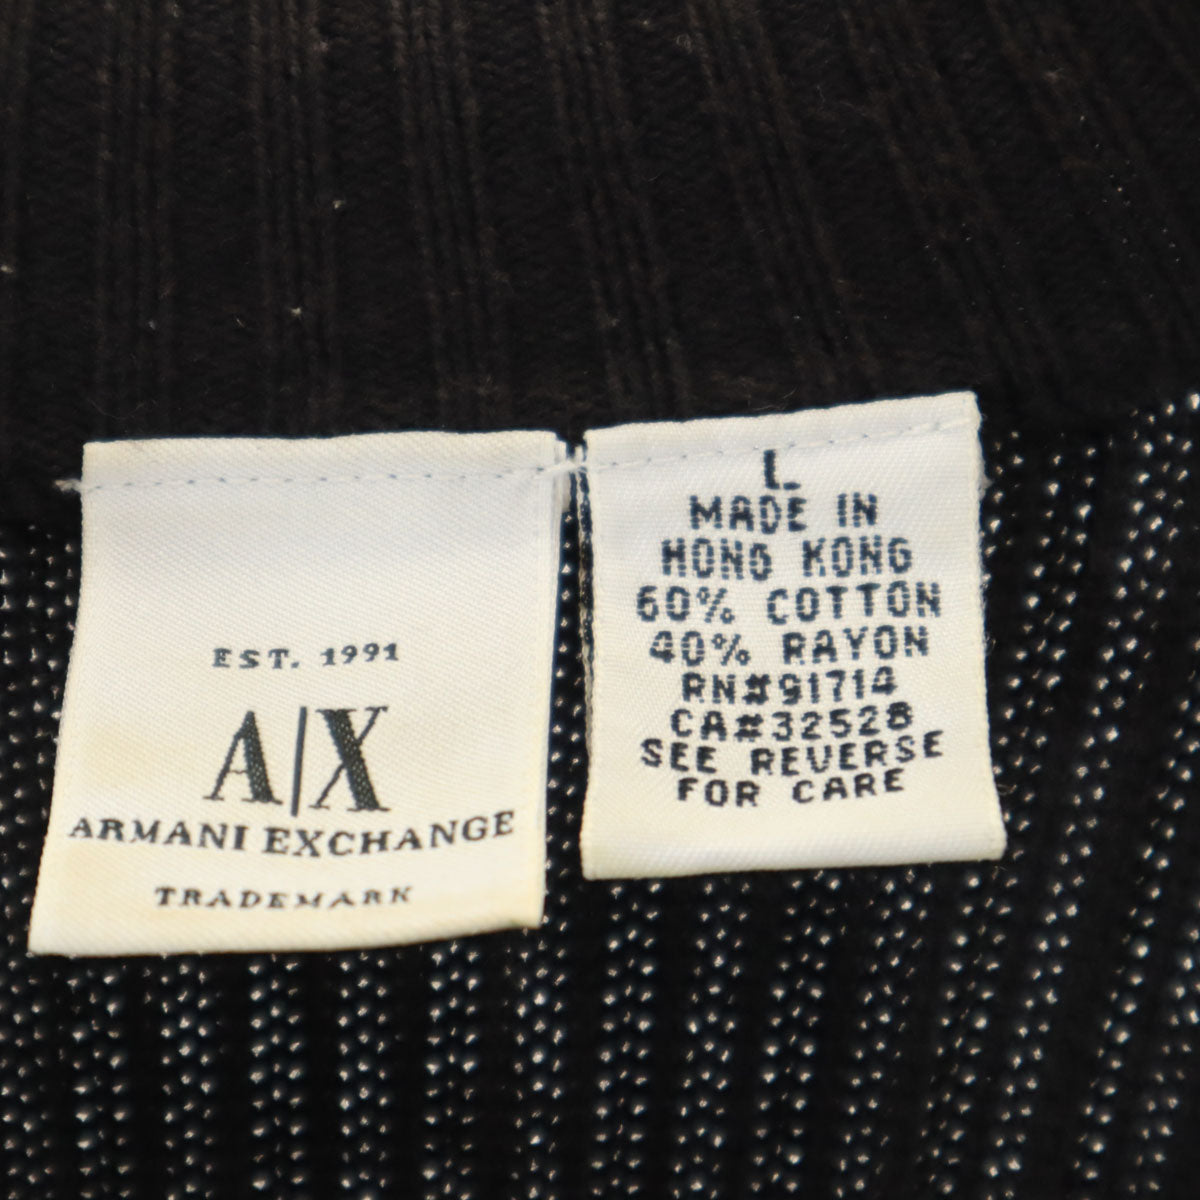 EST. 1991
A|X
ARMANI EXCHANGE
TRADEMARK
L
MADE IN
HONG KONG
60% COTTON
40% RAYON
RN#91714
CA#32528
SEE REVERSE
FOR CARE